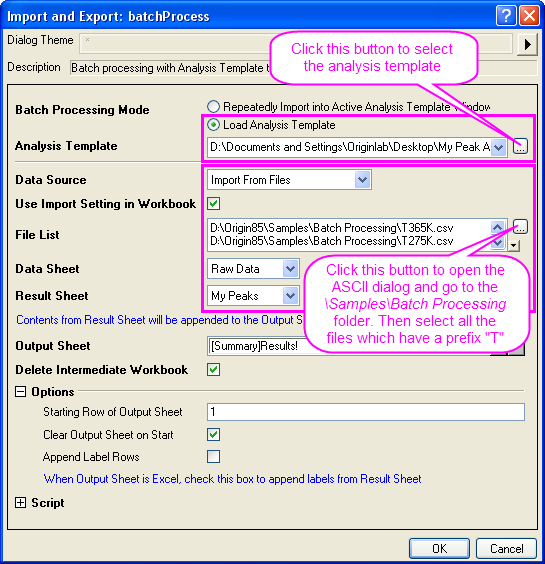 Import and Export: batchProcess
Dialog Theme *
Description Batch processing with Analysis Template
Click this button to select
the analysis template
Batch Processing Mode
Repeatedly Import into Active Analysis Template Window
Load Analysis Template
Analysis Template D:\Documents and Settings\Originlab\Desktop\My Peak A
...
Data Source Import From Files
Use Import Setting in Workbook
File List D:\Origin85\Samples\Batch Processing\T365K.csv
D:\Origin85\Samples\Batch Processing\T275K.csv
...
Data Sheet Raw Data
Result Sheet My Peaks
Click this button to open the
ASCII dialog and go to the
\Samples\Batch Processing
folder. Then select all the
files which have a prefix "T"
Contents from Result Sheet will be appended to the Output S
Output Sheet [Summary]Results!
Delete Intermediate Workbook
Options
Starting Row of Output Sheet 1
Clear Output Sheet on Start
Append Label Rows
When Output Sheet is Excel, check this box to append labels from Result Sheet
Script
OK Cancel